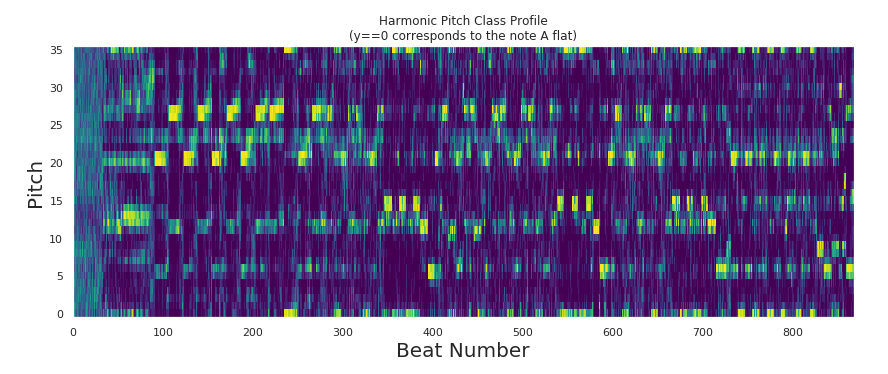 Harmonic Pitch Class Profile
(y==0 corresponds to the note A flat)
35
30
25
20
15
10
5
0
Pitch
0 100 200 300 400 500 600 700 800
Beat Number